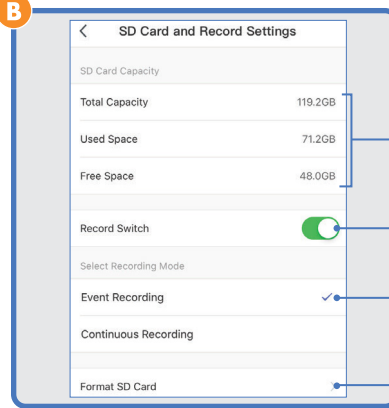 B
SD Card and Record Settings
SD Card Capacity
Total Capacity 119.2GB
Used Space 71.2GB
Free Space 48.0GB
Record Switch
Select Recording Mode
Event Recording
Continuous Recording
Format SD Card